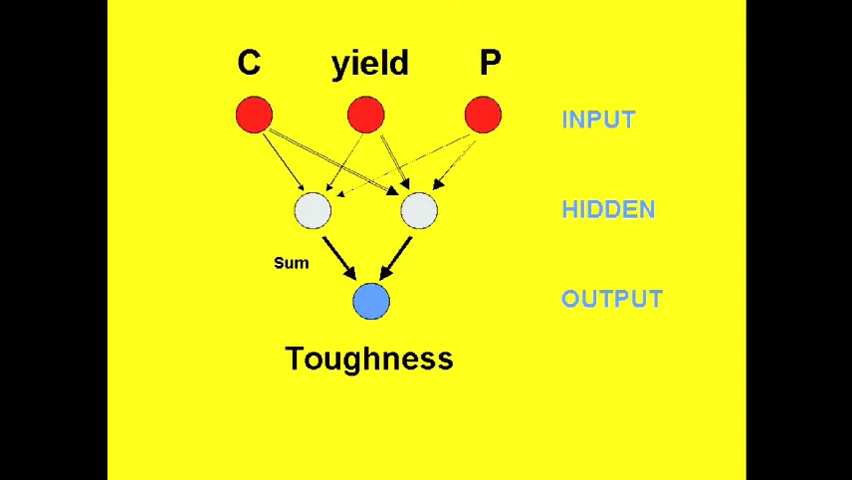 C yield P
INPUT
HIDDEN
Sum
OUTPUT
Toughness